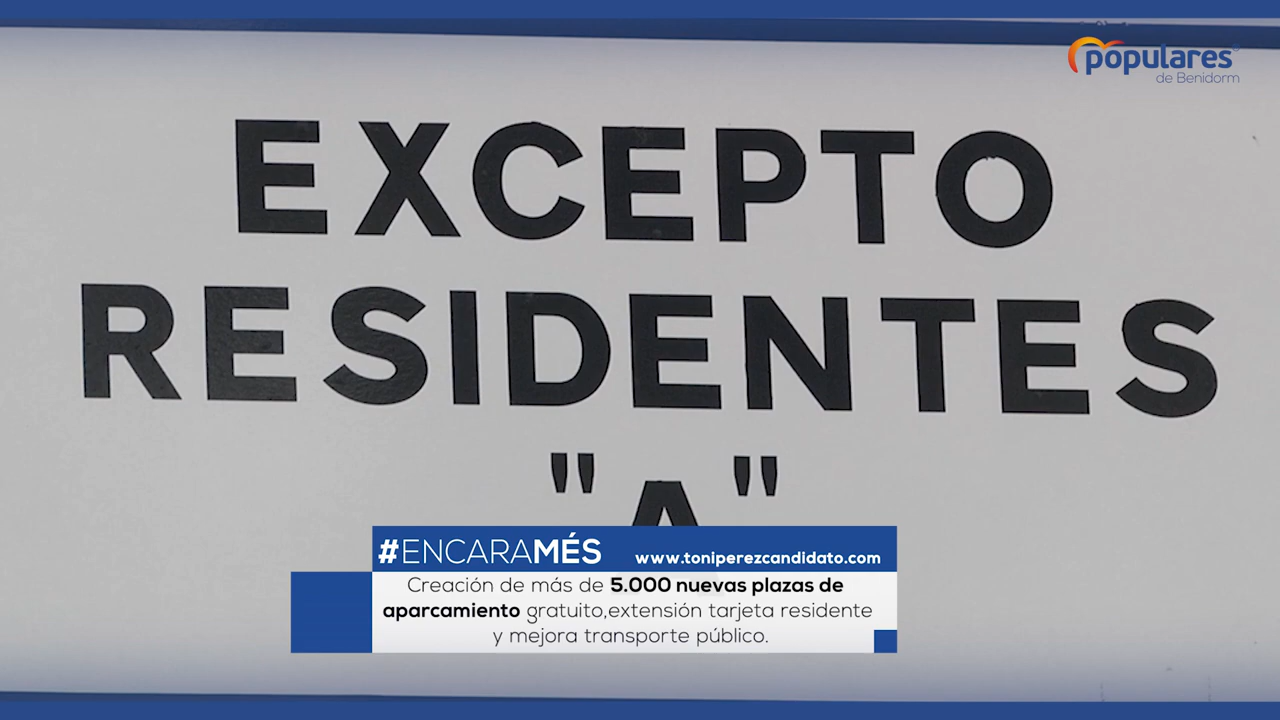 populares
de Benidorm
EXCEPTO
RESIDENTES
"A"
#ENCARAMÉS www.toniperezcandidato.com
Creación de más de 5.000 nuevas plazas de
aparcamiento gratuito,extensión tarjeta residente
y mejora transporte público.